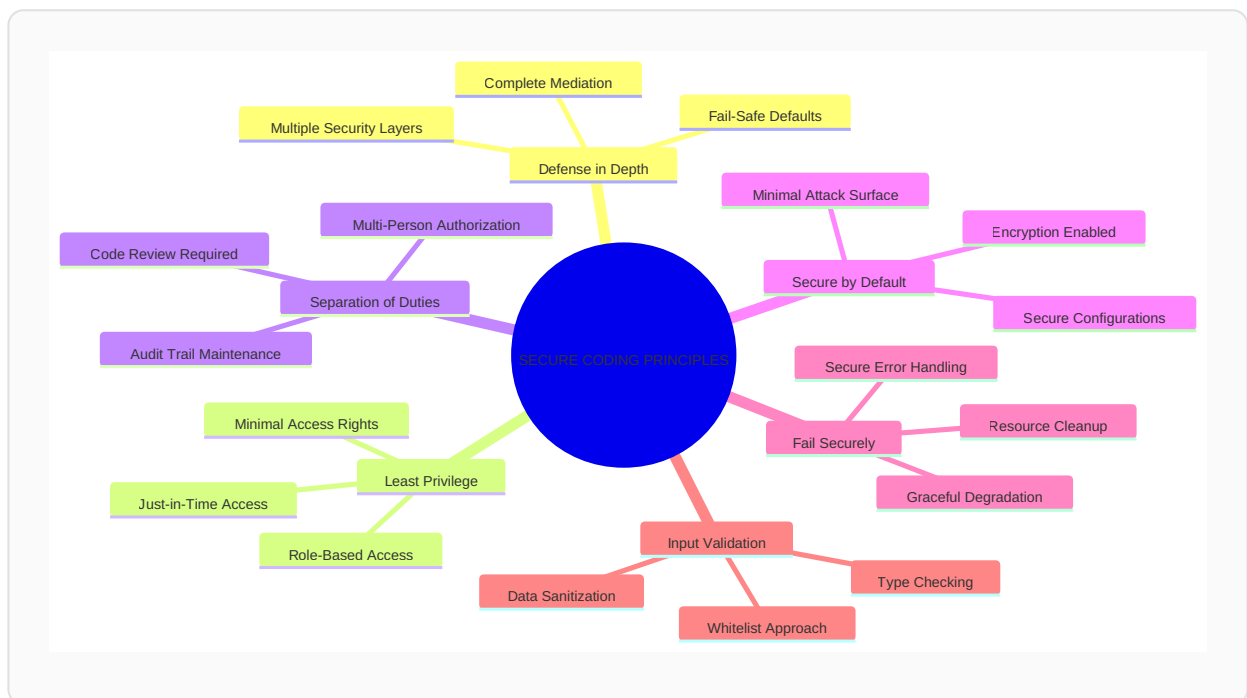 Complete Mediation
Fail-Safe Defaults
Multiple Security Layers
Defense in Depth
Minimal Attack Surface
Multi-Person Authorization
Encryption Enabled
Code Review Required
Secure by Default
Separation of Duties
Secure Configurations
Audit Trail Maintenance
SECURE CODING PRINCIPLES
Secure Error Handling
Minimal Access Rights
Resource Cleanup
Fail Securely
Least Privilege
Graceful Degradation
Just-in-Time Access
Input Validation
Role-Based Access
Type Checking
Data Sanitization
Whitelist Approach